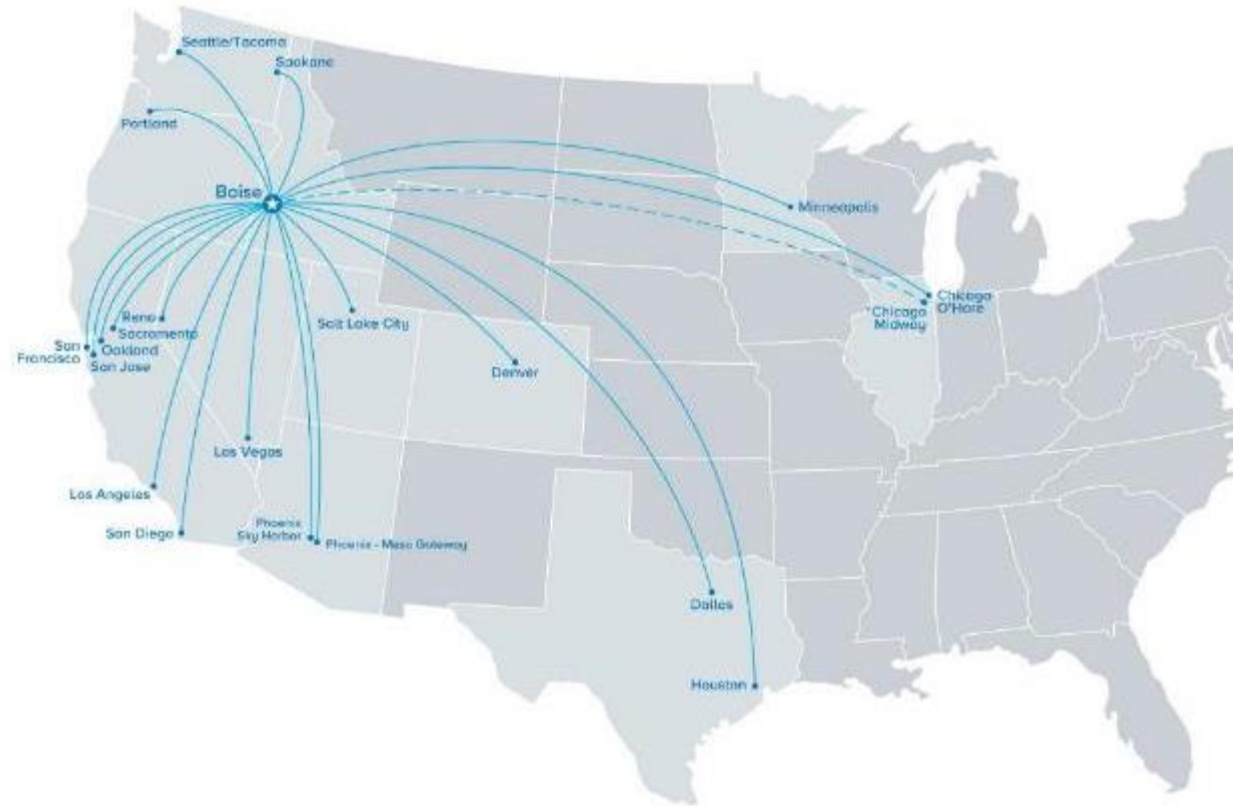 Seattle/Tacoma
Spokane
Portland
Boise
Minneapolis
Chicago
O'Hare
*Chicago
Midway
Reno
Sacramento
Salt Lake City
San
Francisco
Oakland
San Jose
Denver
Las Vegas
Los Angeles
San Diego
Phoenix
Sky Harbor
Phoenix - Mesa Gateway
Dallas
Houston